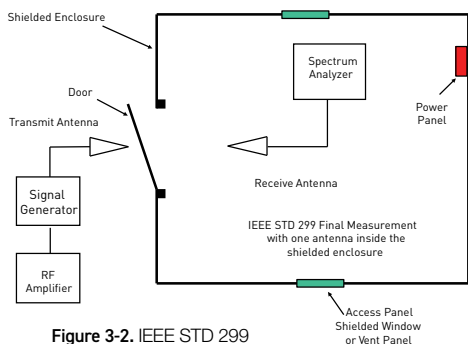 Shielded Enclosure
Door
Transmit Antenna
Signal
Generator
RF
Amplifier
Spectrum
Analyzer
Power
Panel
Receive Antenna
IEEE STD 299 Final Measurement
with one antenna inside the
shielded enclosure
Access Panel
Shielded Window
or Vent Panel
Figure 3-2. IEEE STD 299